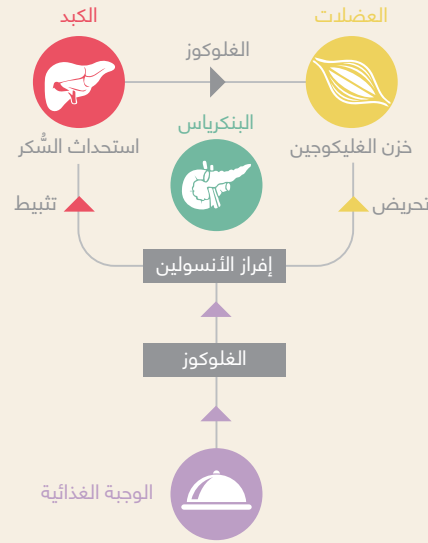 العضلات
الكبد
الغلوكوز
البنكرياس
خزن الغليكوجين
استحداث السُّكر
تحريض
تثبيط
إفراز الأنسولين
الغلوكوز
الوجبة الغذائية